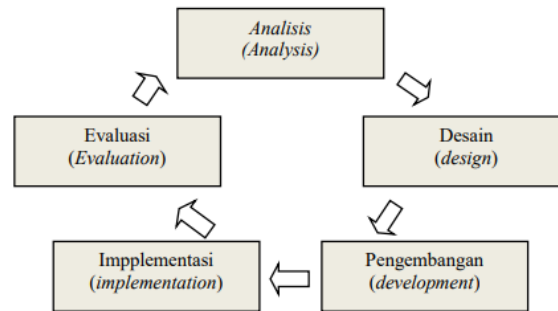 Analisis
(Analysis)
Evaluasi
(Evaluation)
Desain
(design)
Impplementasi
(implementation)
Pengembangan
(development)